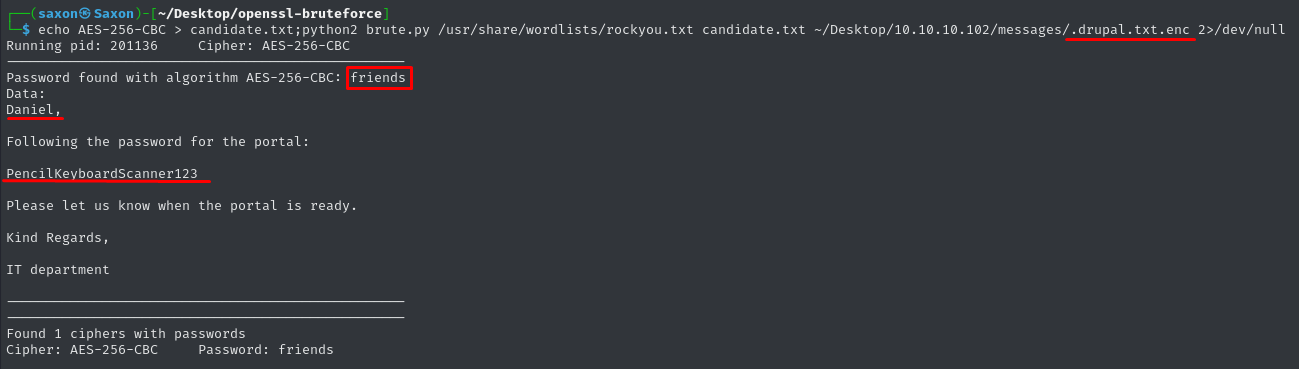 ┌──(saxon㉿Saxon)-[~/Desktop/openssl-bruteforce]
└─$ echo AES-256-CBC > candidate.txt;python2 brute.py /usr/share/wordlists/rockyou.txt candidate.txt ~/Desktop/10.10.10.102/messages/.drupal.txt.enc 2>/dev/null
Running pid: 201136     Cipher: AES-256-CBC
--------------------------------------------------
Password found with algorithm AES-256-CBC: friends
Data:
Daniel,
Following the password for the portal:
PencilKeyboardScanner123
Please let us know when the portal is ready.
Kind Regards,
IT department
--------------------------------------------------
--------------------------------------------------
Found 1 ciphers with passwords
Cipher: AES-256-CBC     Password: friends